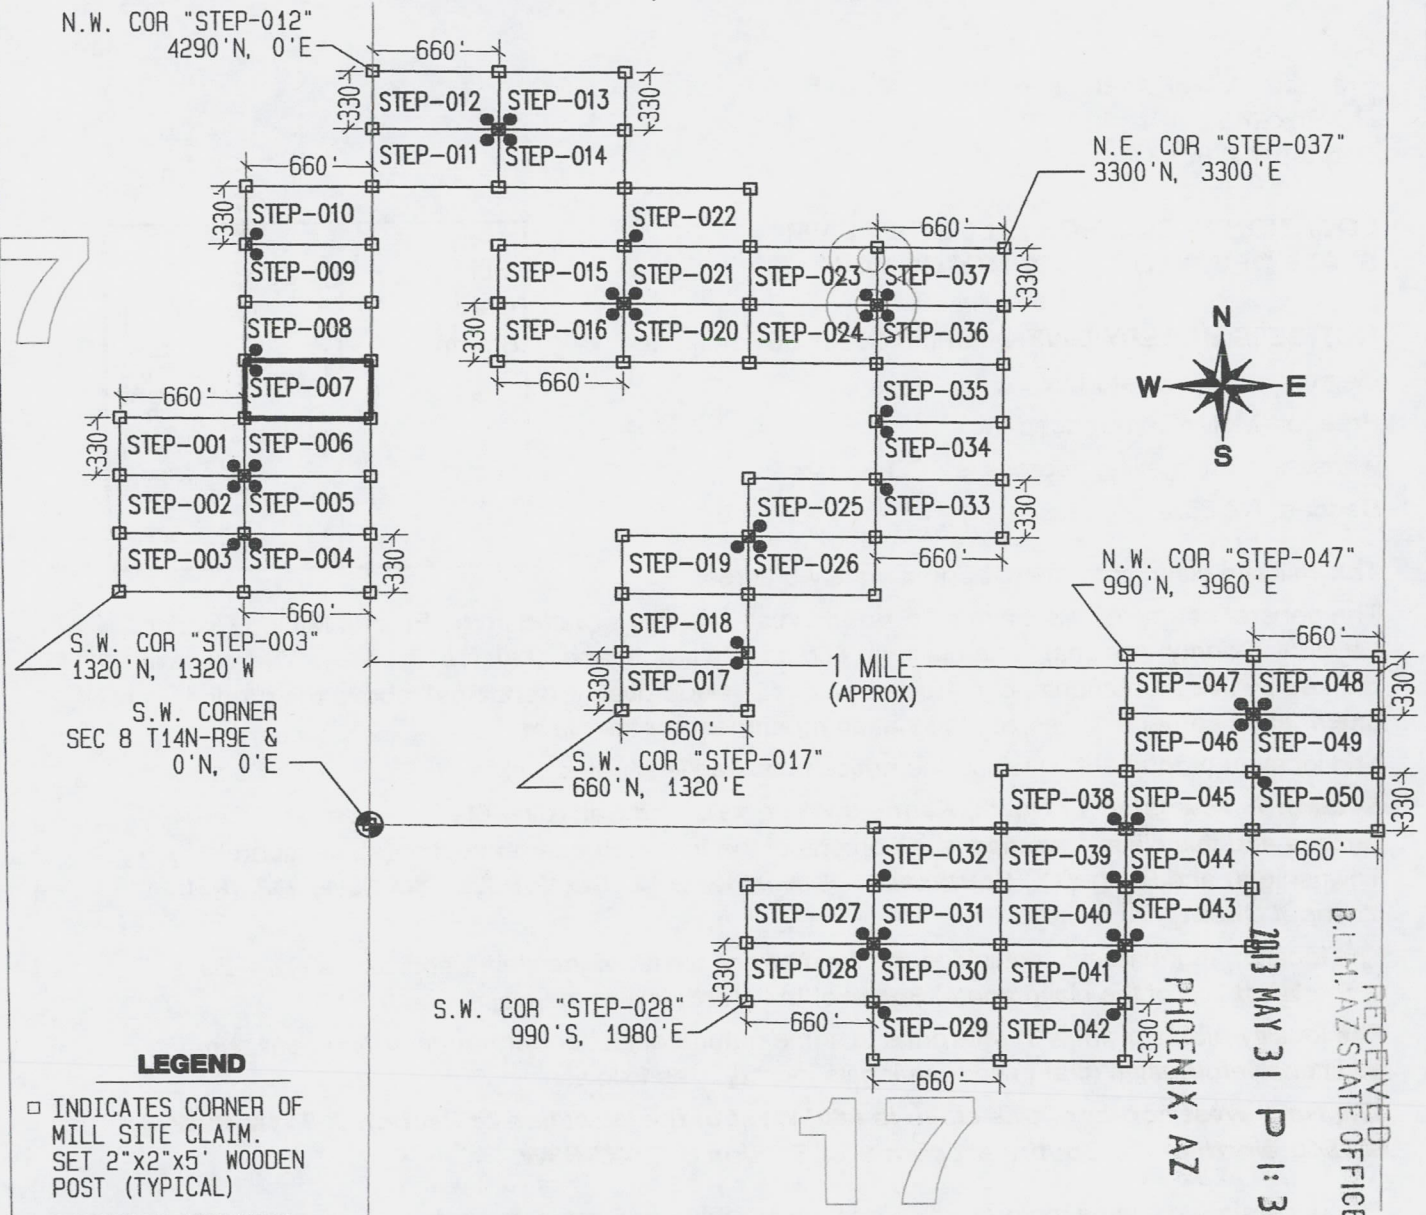 N.W. COR "STEP-012"
4290'N, 0'E
660'
330
STEP-012
STEP-013
330
STEP-011
STEP-014
660'
330
STEP-010
STEP-009
STEP-008
STEP-007
660'
330
STEP-001
STEP-006
STEP-002
STEP-005
STEP-003
STEP-004
330
660'
S.W. COR "STEP-003"
1320'N, 1320'W
S.W. CORNER
SEC 8 T14N-R9E &
0'N, 0'E
7
STEP-022
STEP-015
STEP-021
STEP-023
STEP-037
STEP-016
STEP-020
STEP-024
STEP-036
330
660'
660'
330
8
N.E. COR "STEP-037"
3300'N, 3300'E
STEP-035
STEP-034
STEP-025
STEP-033
330
STEP-019
STEP-026
660'
STEP-018
STEP-017
330
660'
S.W. COR "STEP-017"
660'N, 1320'E
1 MILE
(APPROX)
N
W E
S
N.W. COR "STEP-047"
990'N, 3960'E
660'
STEP-047
STEP-048
330
STEP-046
STEP-049
STEP-038
STEP-045
STEP-050
330
660'
STEP-032
STEP-039
STEP-044
STEP-027
STEP-031
STEP-040
STEP-043
STEP-028
STEP-030
STEP-041
330
STEP-029
STEP-042
330
660'
660'
S.W. COR "STEP-028"
990'S, 1980'E
17
LEGEND
□ INDICATES CORNER OF
MILL SITE CLAIM.
SET 2"x2"x5' WOODEN
POST (TYPICAL)
RECEIVED
B.L.M. AZ STATE OFFICE
2013 MAY 3 P 1: 3
PHOENIX AZ